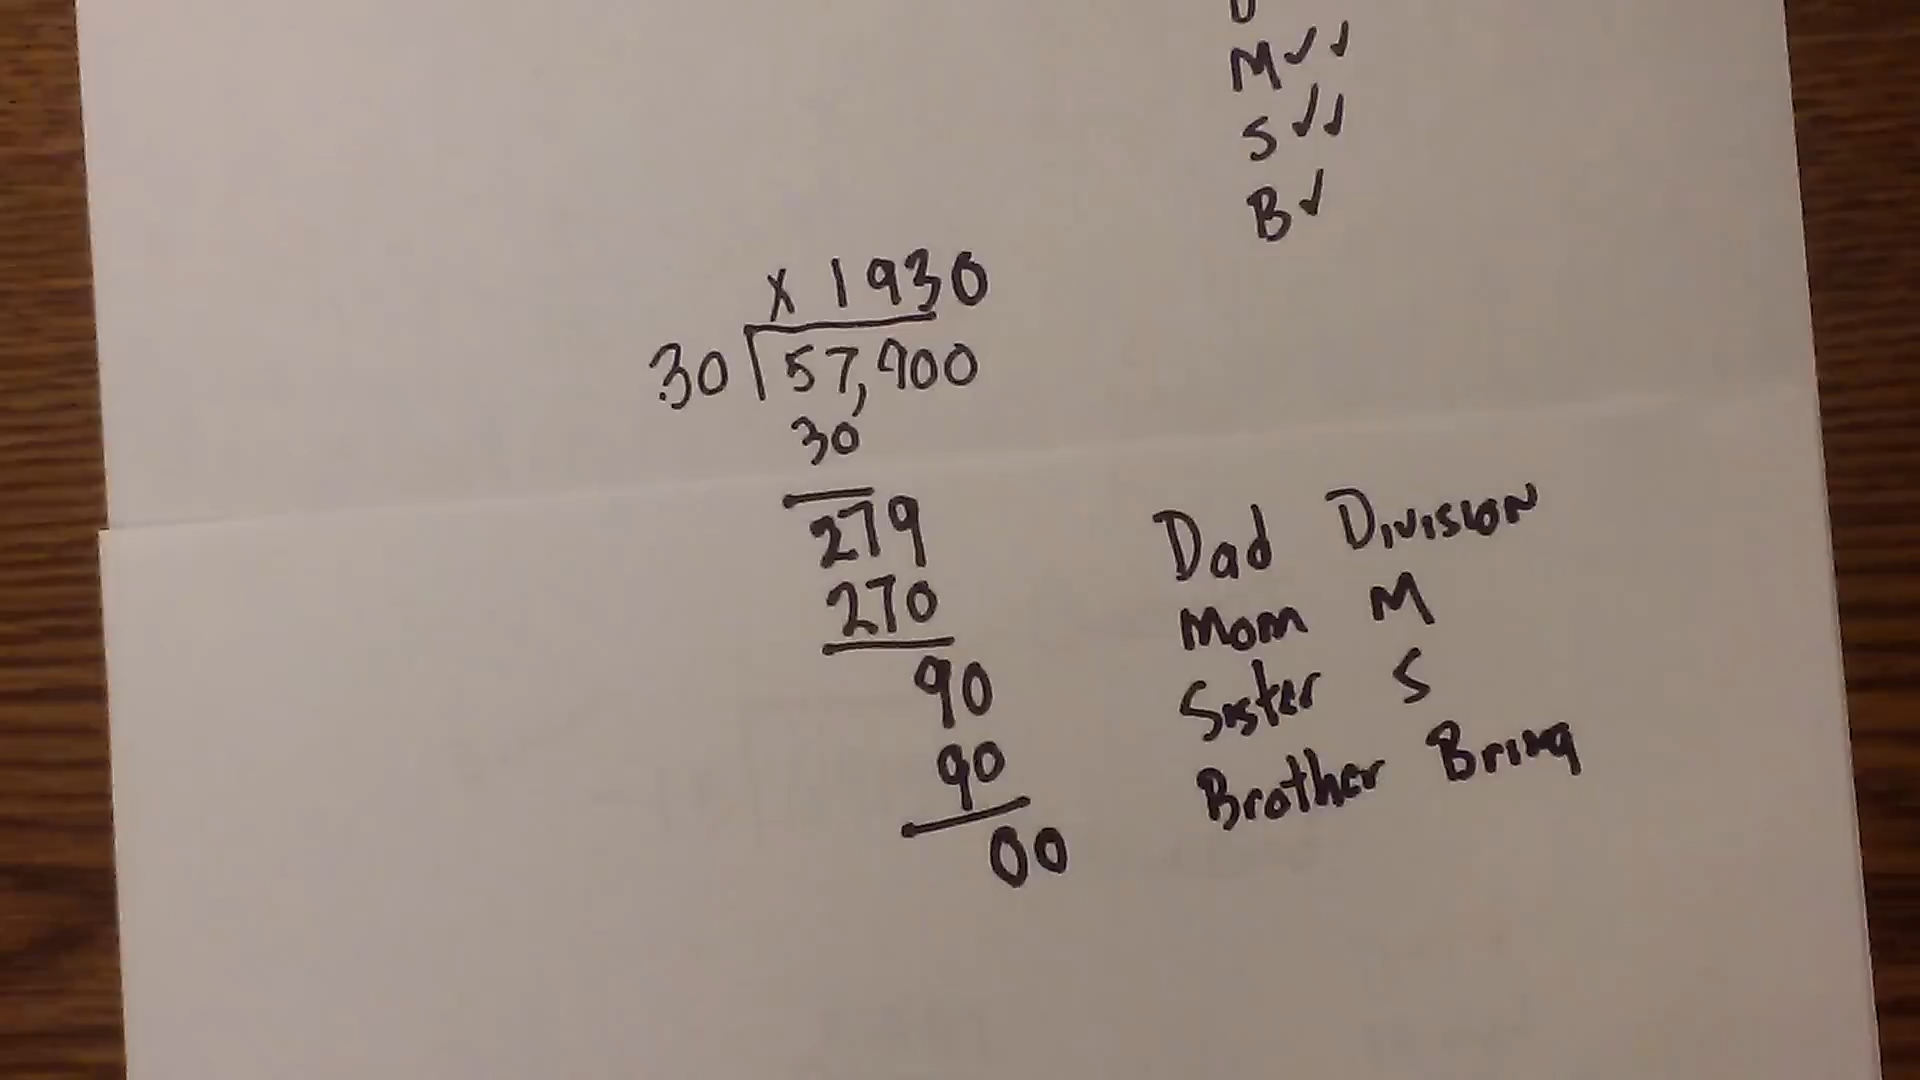 M ✓ ✓
S ✓ ✓
B ✓
X 1930
30 57,900
30
279
270
90
90
00
Dad Division
Mom M
Sister S
Brother Bring